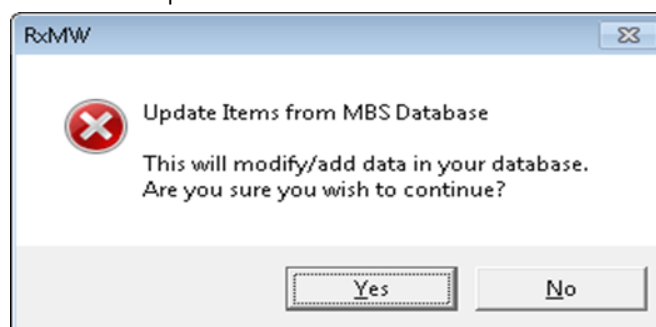 RxMW
Update Items from MBS Database
This will modify/add data in your database.
Are you sure you wish to continue?
Yes
No